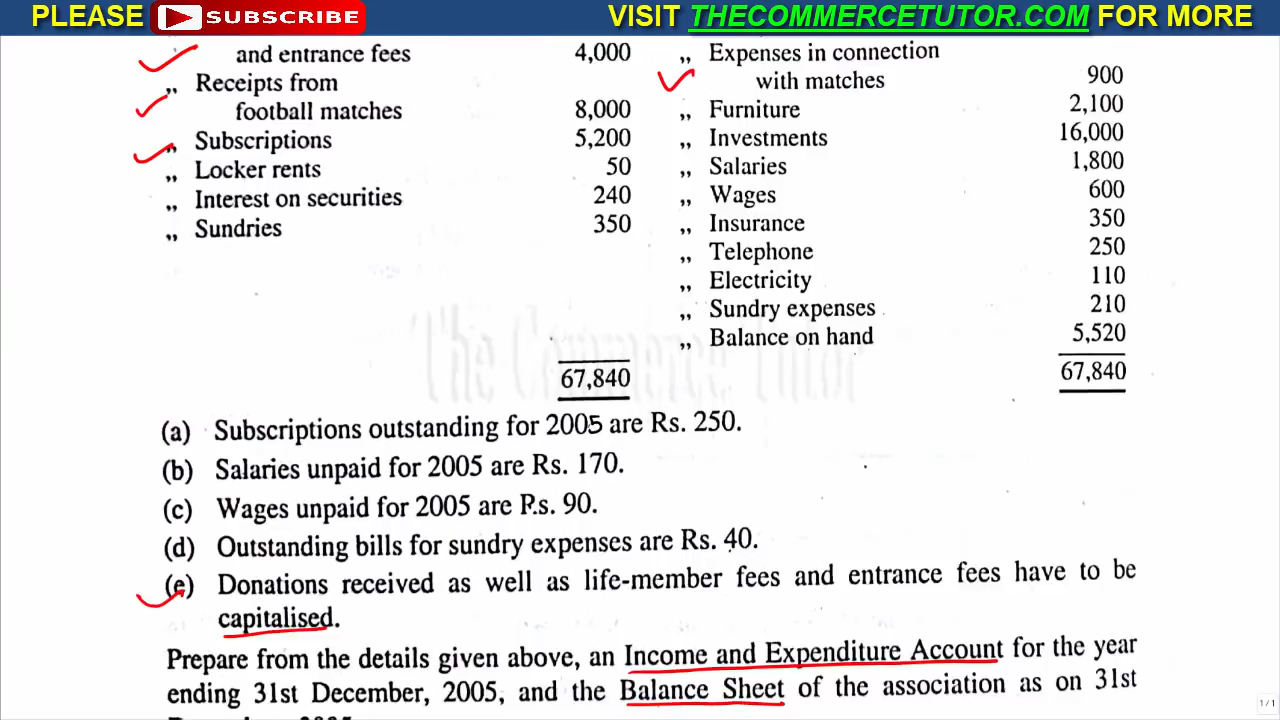 PLEASE SUBSCRIBE VISIT THECOMMERCETUTOR.COM FOR MORE
and entrance fees 4,000
,, Receipts from
football matches 8,000
,, Subscriptions 5,200
,, Locker rents 50
,, Interest on securities 240
,, Sundries 350
67,840
,, Expenses in connection
with matches 900
,, Furniture 2,100
,, Investments 16,000
,, Salaries 1,800
,, Wages 600
,, Insurance 350
,, Telephone 250
,, Electricity 110
,, Sundry expenses 210
,, Balance on hand 5,520
67,840
The Commerce Tutor
(a) Subscriptions outstanding for 2005 are Rs. 250.
(b) Salaries unpaid for 2005 are Rs. 170.
(c) Wages unpaid for 2005 are Rs. 90.
(d) Outstanding bills for sundry expenses are Rs. 40.
(e) Donations received as well as life-member fees and entrance fees have to be
capitalised.
Prepare from the details given above, an Income and Expenditure Account for the year
ending 31st December, 2005, and the Balance Sheet of the association as on 31st
1/1